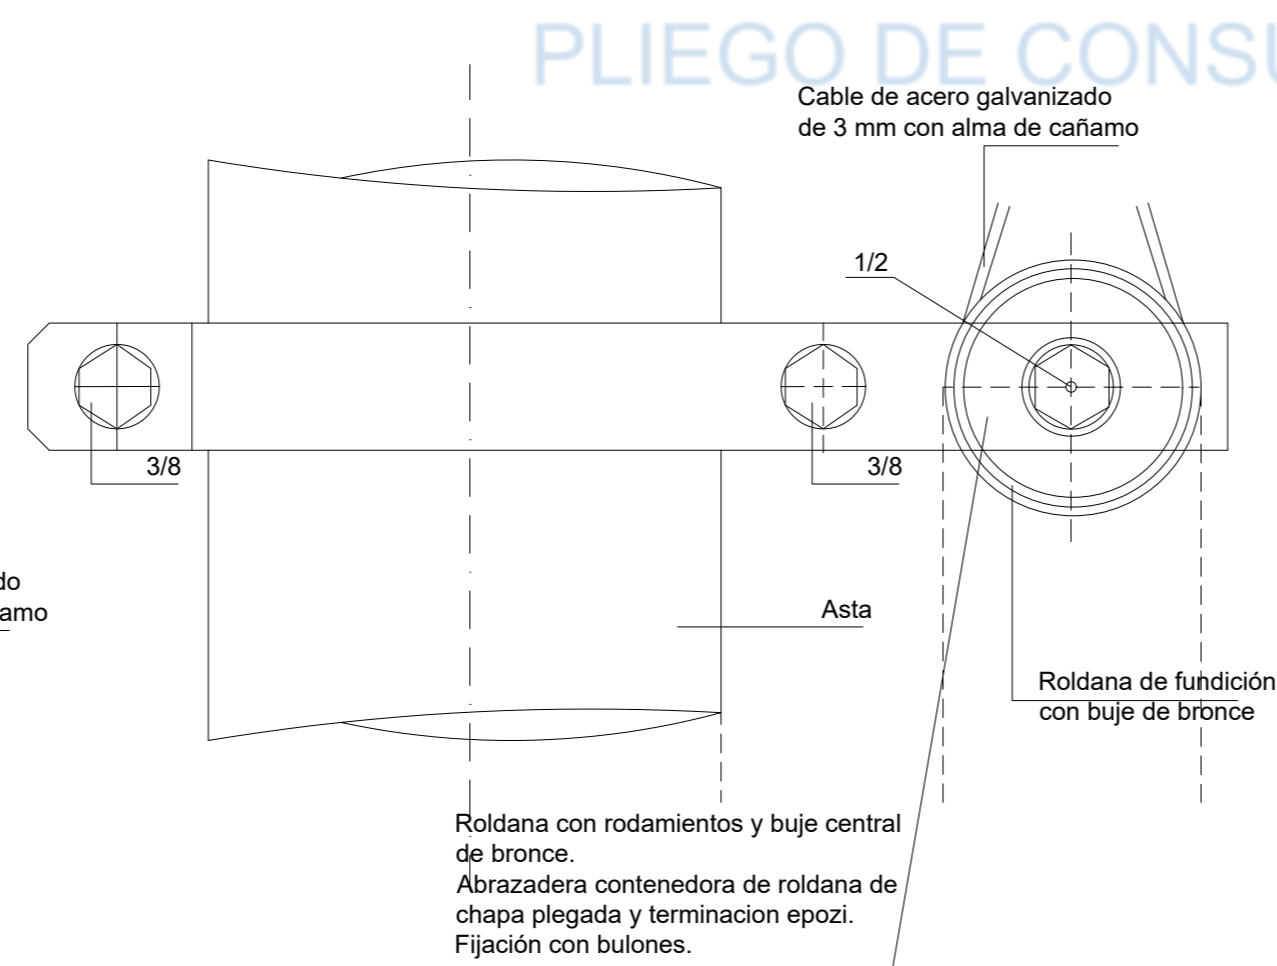 PLIEGO DE CONSU
Cable de acero galvanizado
de 3 mm con alma de cañamo
1/2
3/8
3/8
do
amo
Asta
Roldana de fundición
con buje de bronce
Roldana con rodamientos y buje central
de bronce.
Abrazadera contenedora de roldana de
chapa plegada y terminacion epozi.
Fijación con bulones.